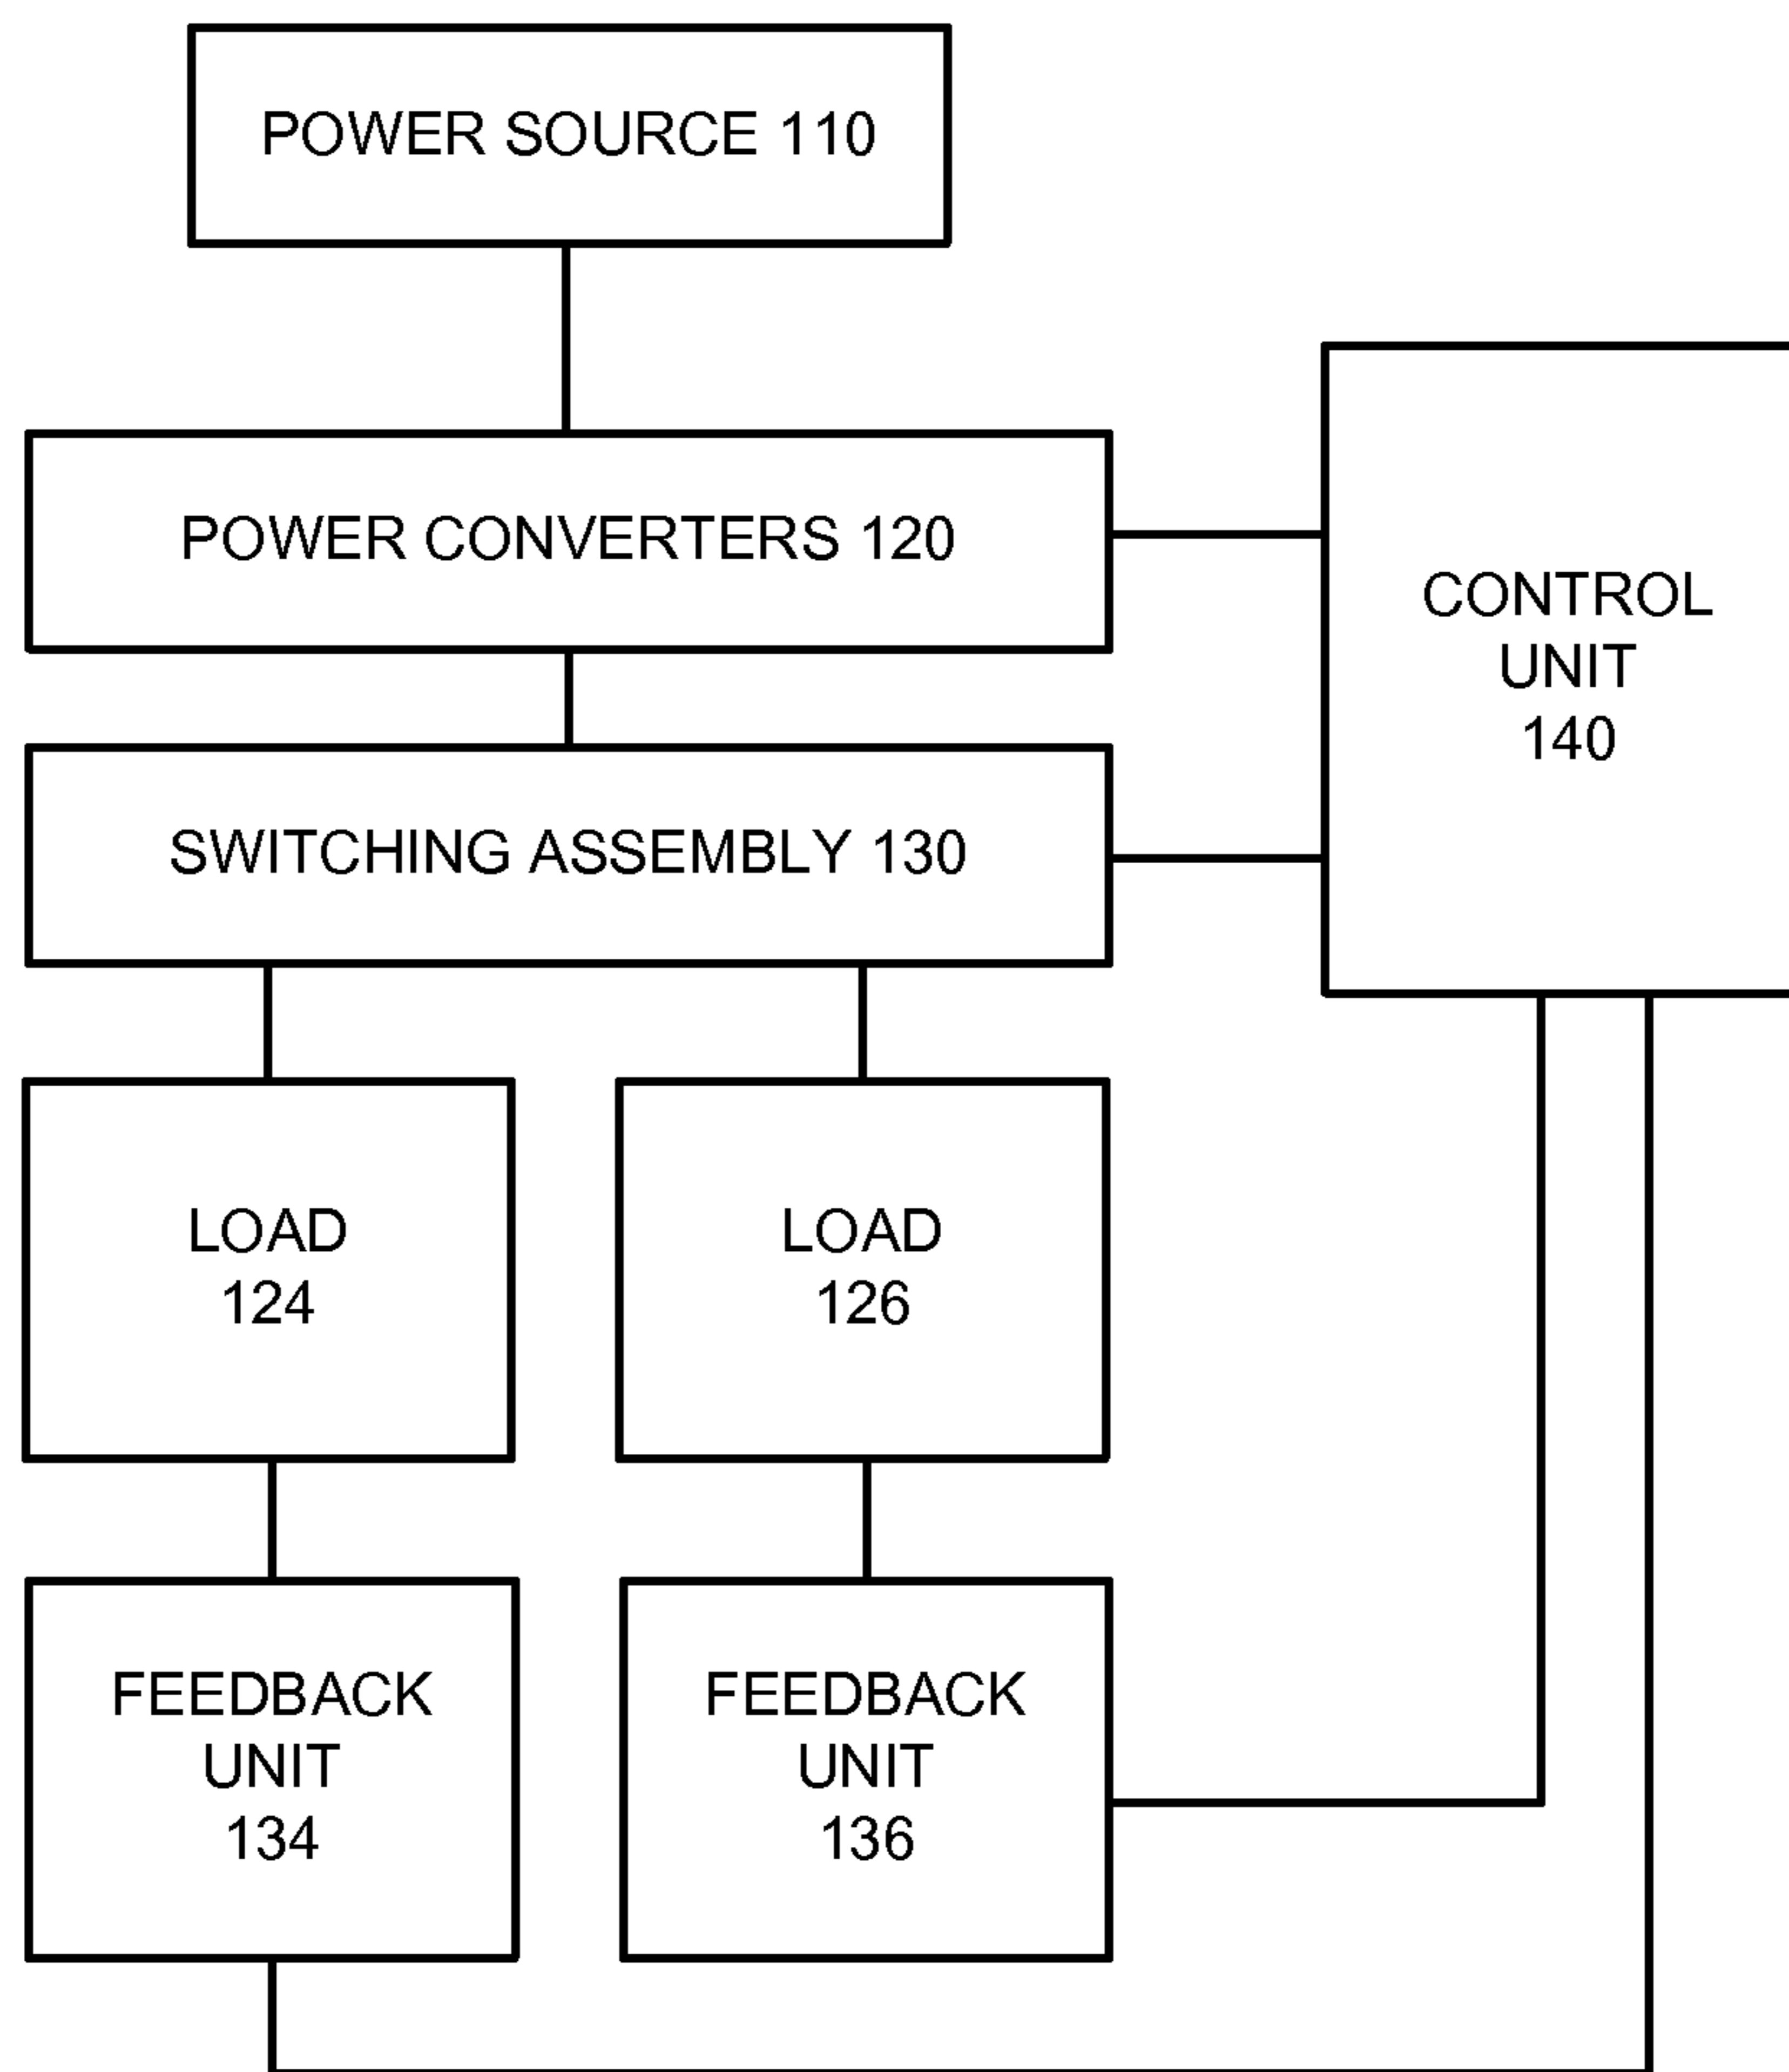 POWER SOURCE 110
POWER CONVERTERS 120
CONTROL
UNIT
140
SWITCHING ASSEMBLY 130
LOAD
124
LOAD
126
FEEDBACK
UNIT
134
FEEDBACK
UNIT
136